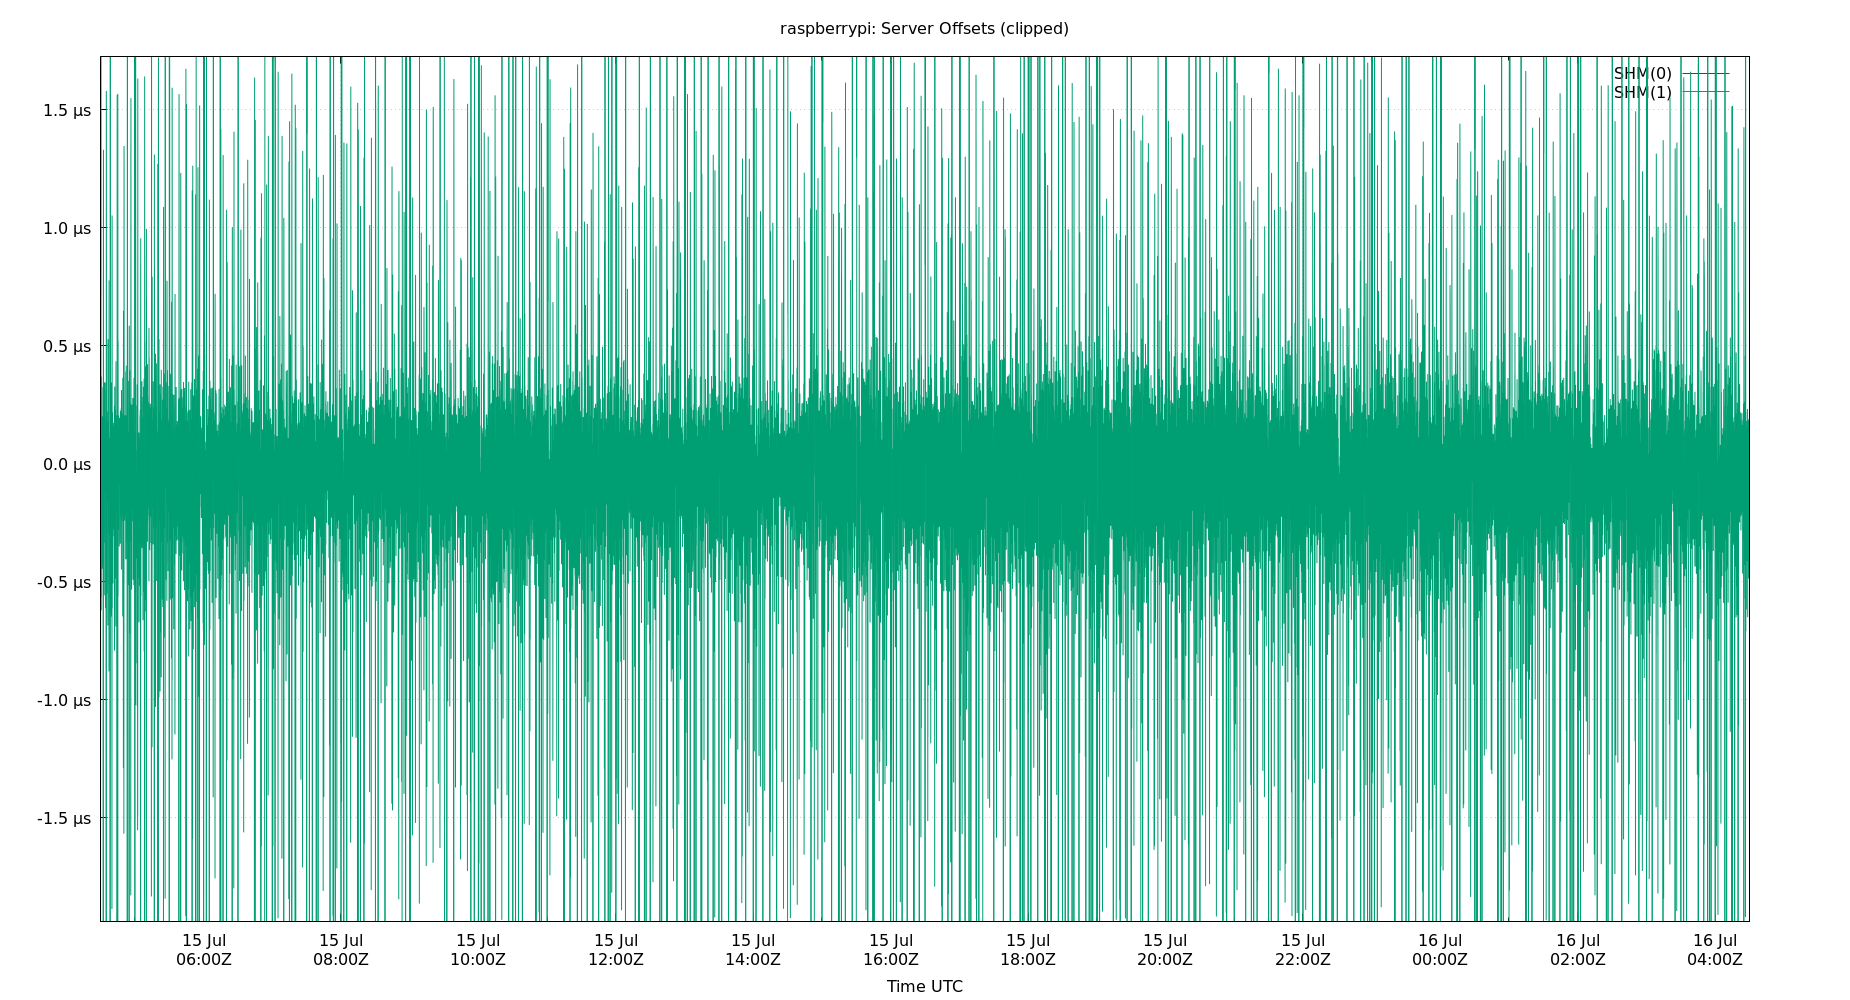 raspberrypi: Server Offsets (clipped)
SHM(0)
SHM(1)
1.5 µs
1.0 µs
0.5 µs
0.0 µs
-0.5 µs
-1.0 µs
-1.5 µs
15 Jul 15 Jul 15 Jul 15 Jul 15 Jul 15 Jul 15 Jul 15 Jul 15 Jul 16 Jul 16 Jul 16 Jul
06:00Z 08:00Z 10:00Z 12:00Z 14:00Z 16:00Z 18:00Z 20:00Z 22:00Z 00:00Z 02:00Z 04:00Z
Time UTC